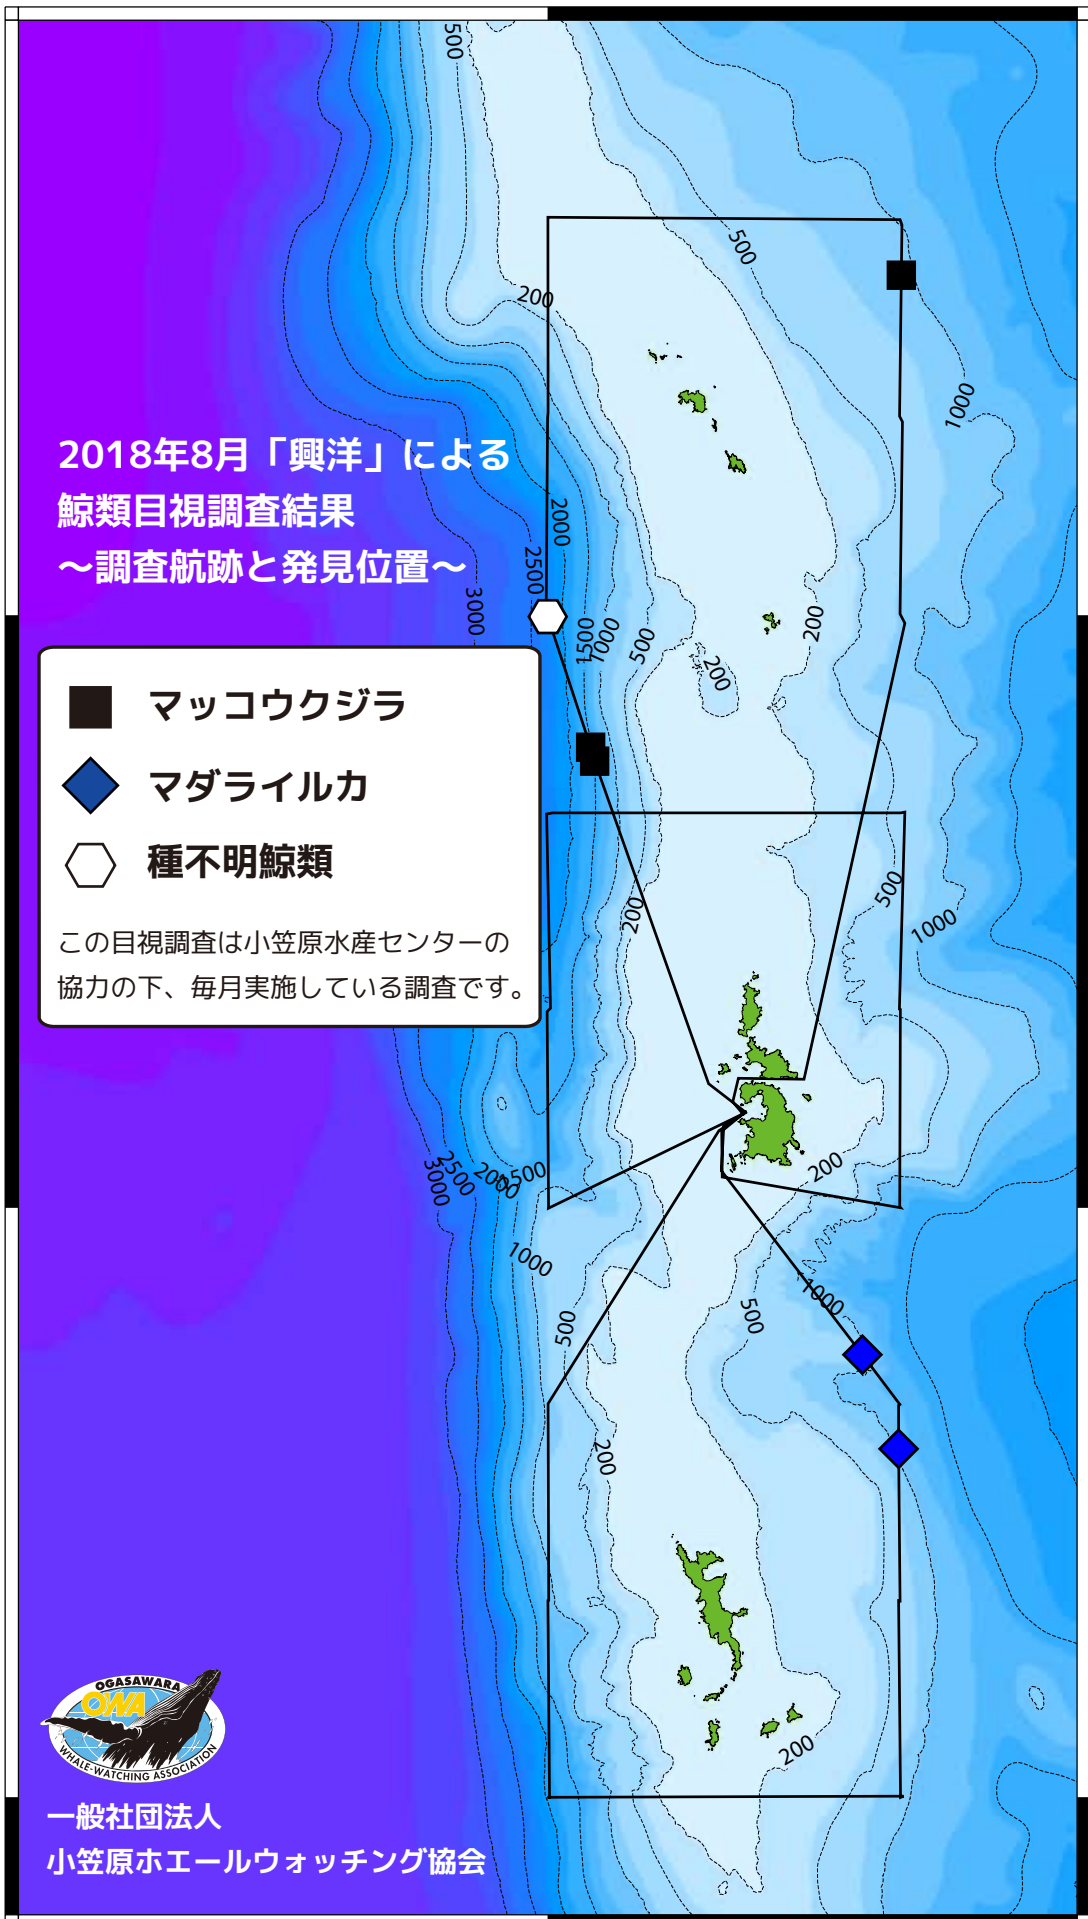 500
500
200
1000
2018年8月「興洋」による
鯨類目視調査結果
～調査航跡と発見位置～
2000
2500
3000
1500
1000
500
200
200
マッコウクジラ
マダライルカ
種不明鯨類
この目視調査は小笠原水産センターの
協力の下、毎月実施している調査です。
200
500
1000
3000
2500
2000
1500
200
1000
500
500
1000
200
200
OGASAWARA
OWA
WHALE-WATCHING ASSOCIATION
一般社団法人
小笠原ホエールウォッチング協会